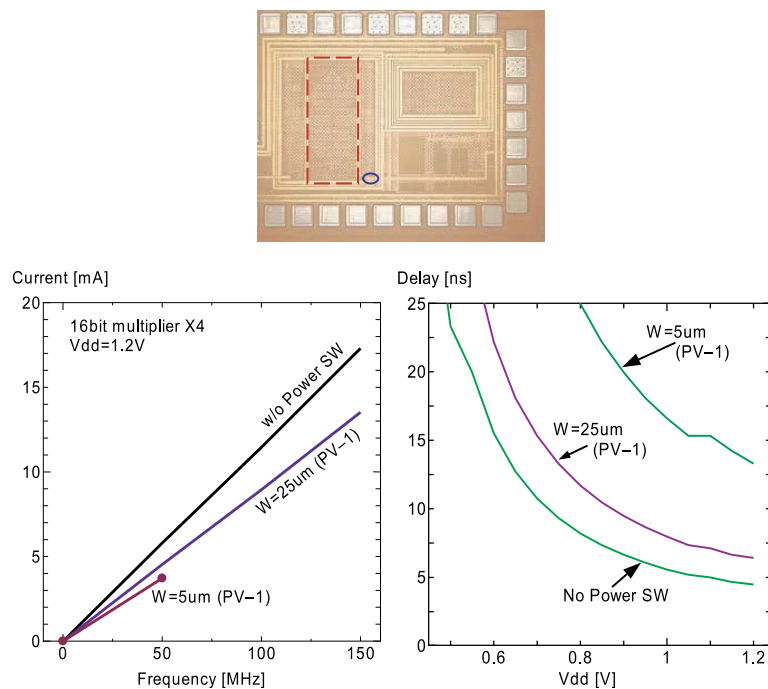 Current [mA]
20
15
10
5
0
16bit multiplier X4
Vdd=1.2V
w/o Power SW
W=25um (PV−1)
W=5um (PV−1)
0
50
100
150
Frequency [MHz]
Delay [ns]
25
20
15
10
5
0
W=5um
(PV−1)
W=25um
(PV−1)
No Power SW
0.6
0.8
1
1.2
Vdd [V]